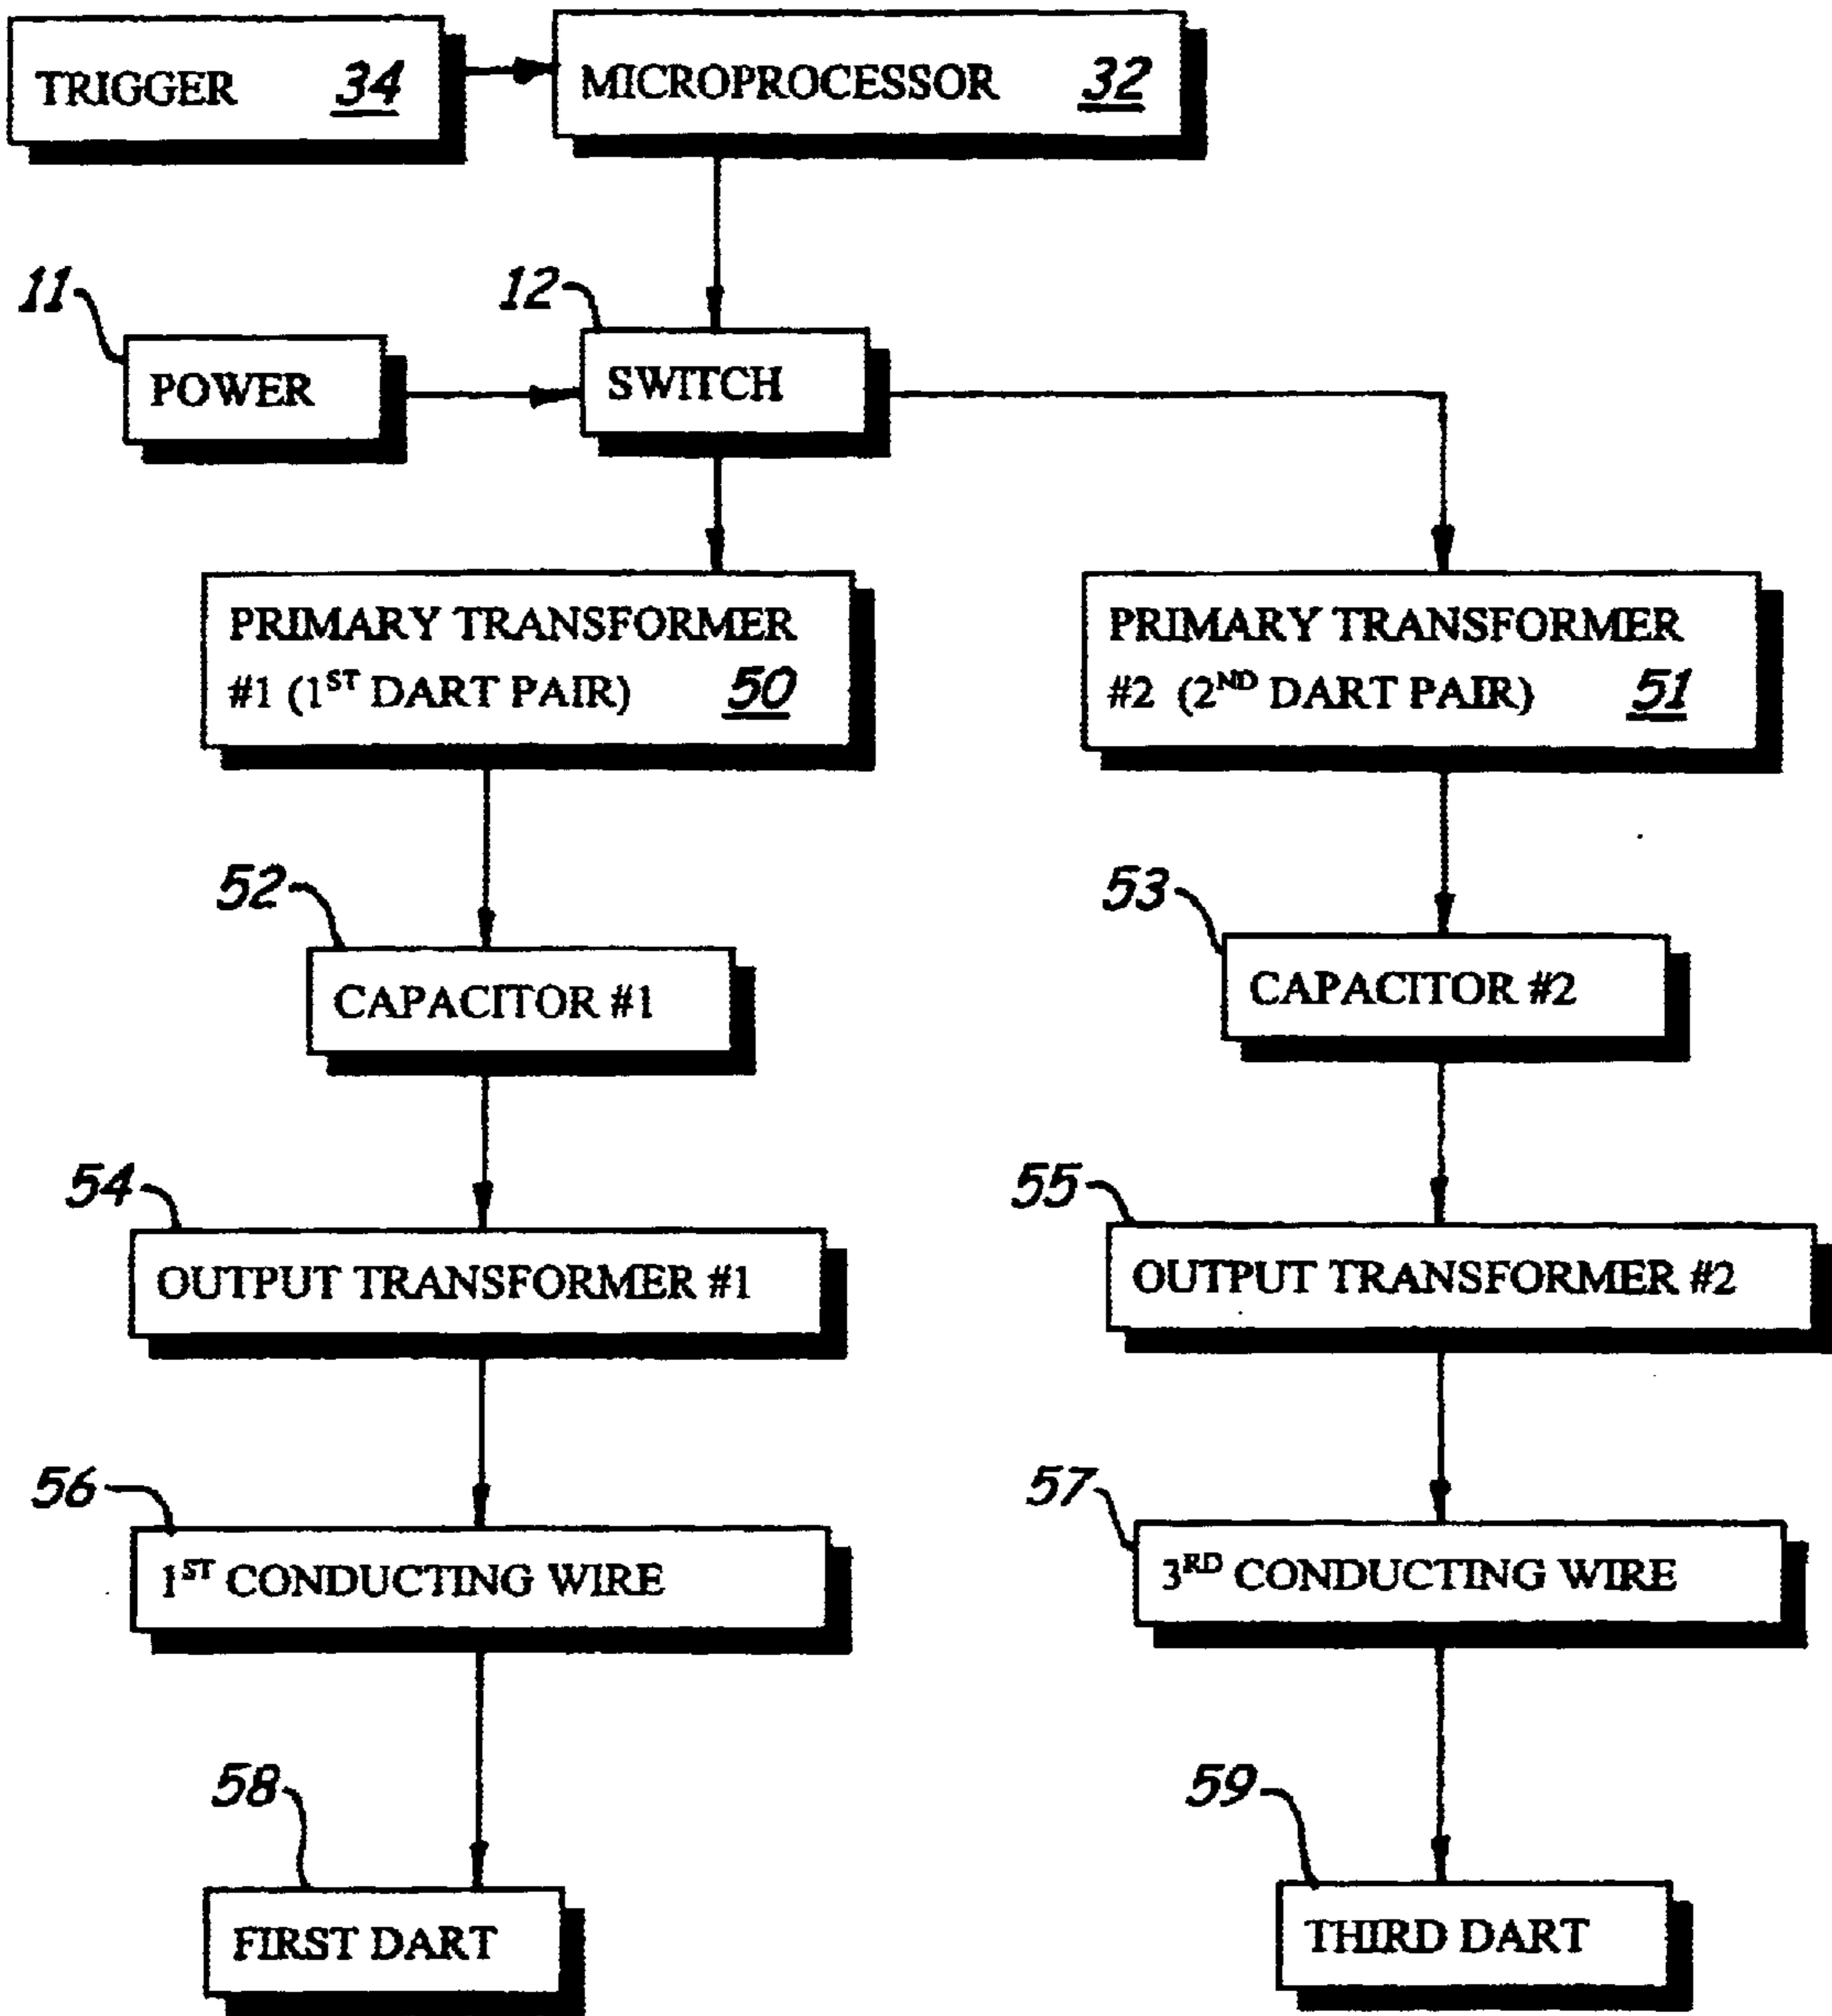 TRIGGER 34
MICROPROCESSOR 32
11
POWER
12
SWITCH
PRIMARY TRANSFORMER
#1 (1ST DART PAIR) 50
PRIMARY TRANSFORMER
#2 (2ND DART PAIR) 51
52
CAPACITOR #1
53
CAPACITOR #2
54
OUTPUT TRANSFORMER #1
55
OUTPUT TRANSFORMER #2
56
1ST CONDUCTING WIRE
57
3RD CONDUCTING WIRE
58
FIRST DART
59
THIRD DART